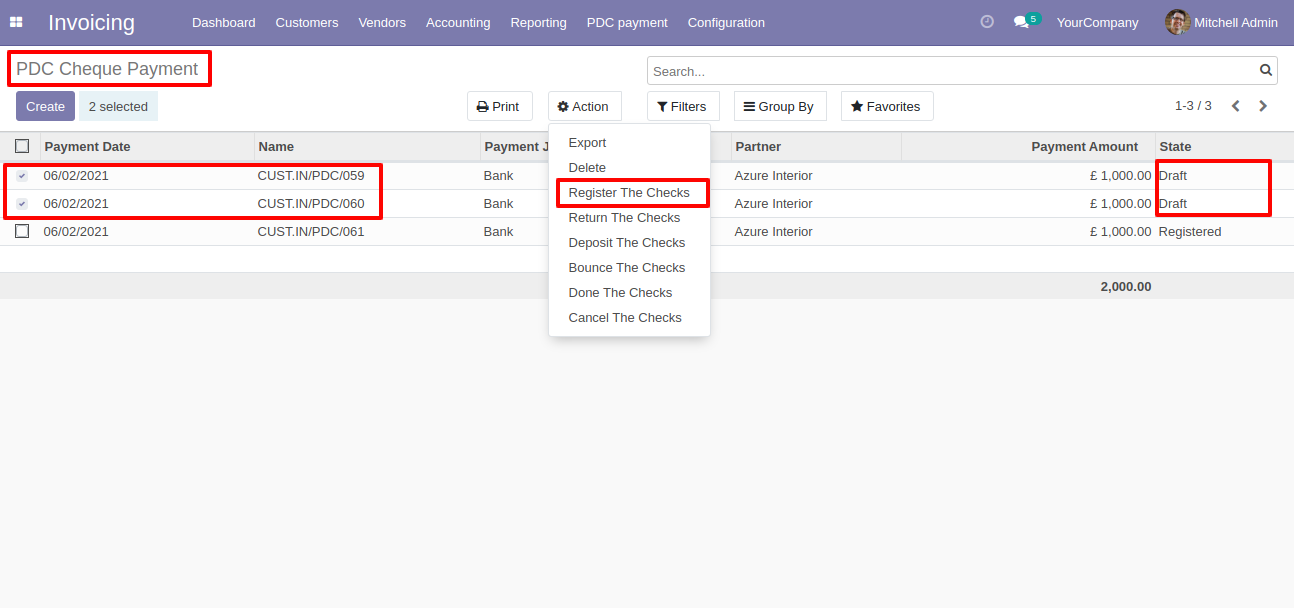 Invoicing Dashboard Customers Vendors Accounting Reporting PDC payment Configuration 5 YourCompany Mitchell Admin
PDC Cheque Payment Search...
Create 2 selected Print Action Filters Group By Favorites 1-3 / 3
Payment Date Name Payment J Partner Payment Amount State
06/02/2021 CUST.IN/PDC/059 Bank Azure Interior £ 1,000.00 Draft
06/02/2021 CUST.IN/PDC/060 Bank Azure Interior £ 1,000.00 Draft
06/02/2021 CUST.IN/PDC/061 Bank Azure Interior £ 1,000.00 Registered
2,000.00
Export
Delete
Register The Checks
Return The Checks
Deposit The Checks
Bounce The Checks
Done The Checks
Cancel The Checks